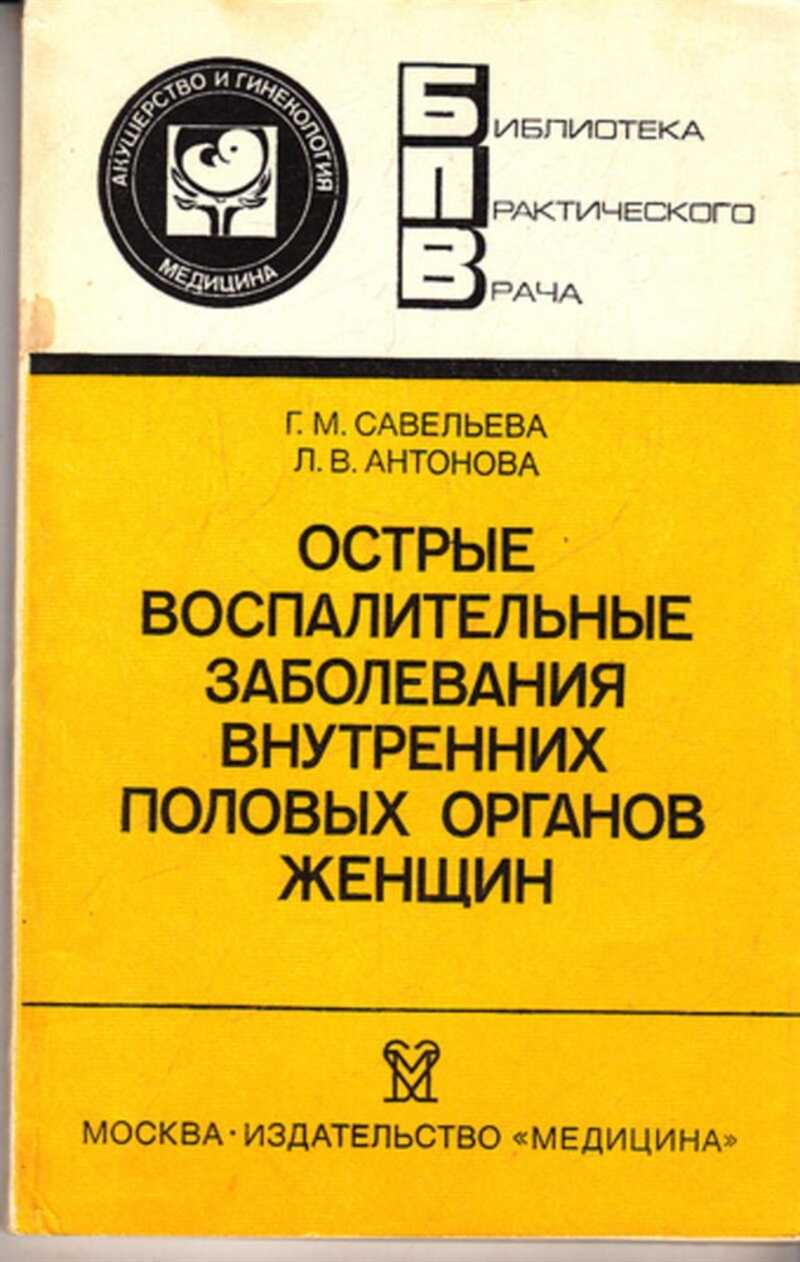 АКУШЕРСТВО И ГИНЕКОЛОГИЯ
МЕДИЦИНА
БИБЛИОТЕКА
ПРАКТИЧЕСКОГО
ВРАЧА
Г. М. САВЕЛЬЕВА
Л. В. АНТОНОВА
ОСТРЫЕ
ВОСПАЛИТЕЛЬНЫЕ
ЗАБОЛЕВАНИЯ
ВНУТРЕННИХ
ПОЛОВЫХ ОРГАНОВ
ЖЕНЩИН
М
МОСКВА · ИЗДАТЕЛЬСТВО «МЕДИЦИНА»